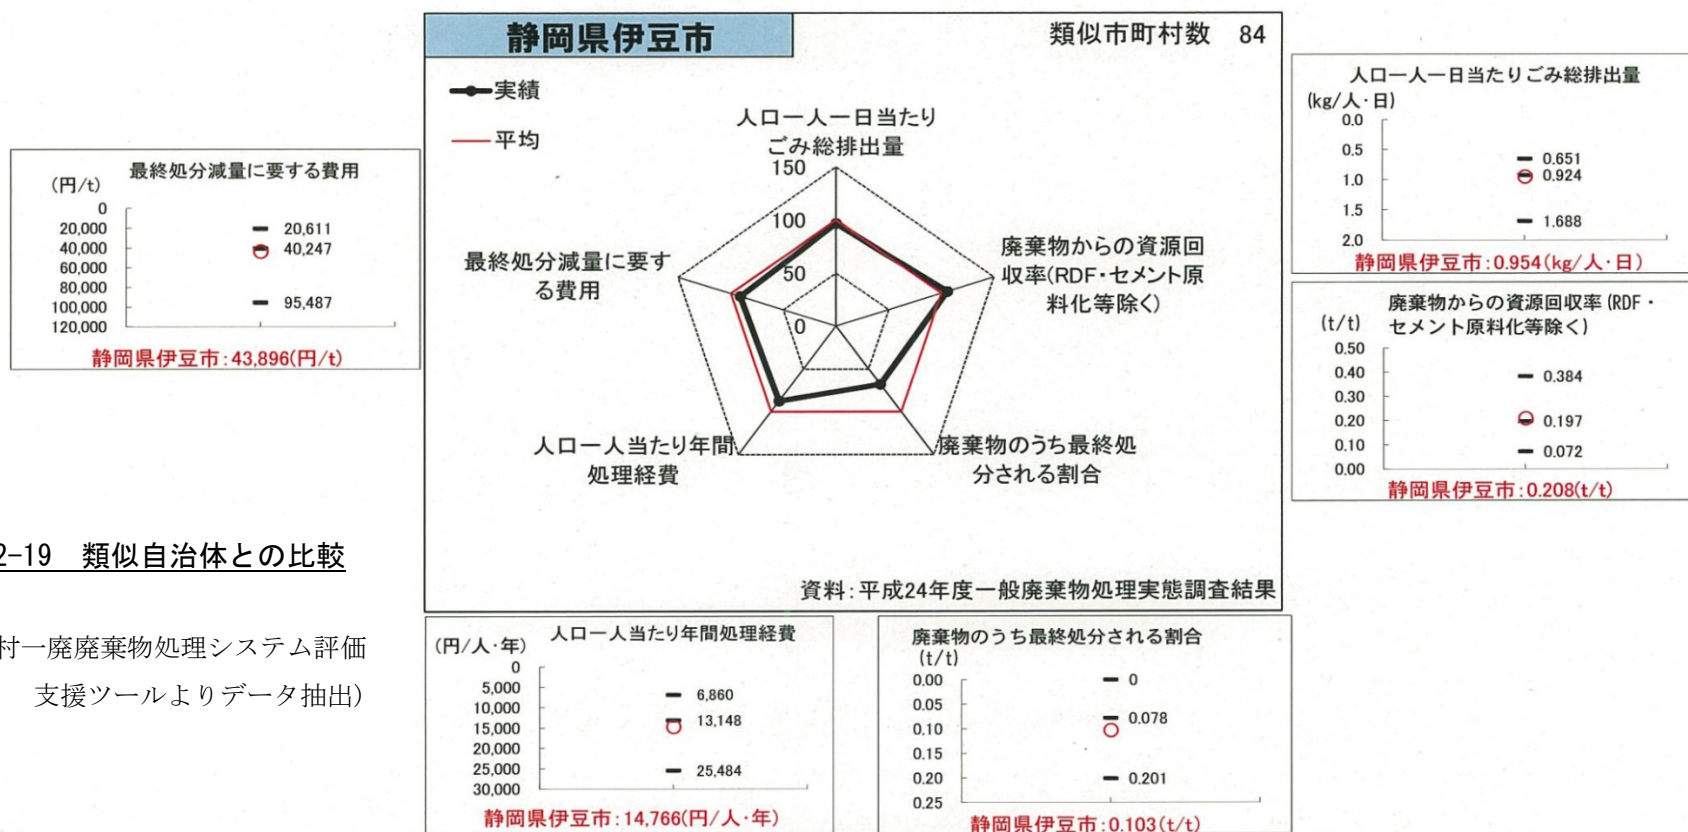 静岡県伊豆市
類似市町村数 84
実績
平均
人口一人一日当たり
ごみ総排出量
150
100
50
0
廃棄物からの資源回
収率(RDF・セメント原
料化等除く)
廃棄物のうち最終処
分される割合
人口一人当たり年間
処理経費
最終処分減量に要す
る費用
資料:平成24年度一般廃棄物処理実態調査結果
最終処分減量に要する費用
(円/t)
0
20,000
40,000
60,000
80,000
100,000
120,000
20,611
40,247
95,487
静岡県伊豆市:43,896(円/t)
人口一人一日当たりごみ総排出量
(kg/人・日)
0.0
0.5
1.0
1.5
2.0
0.651
0.924
1.688
静岡県伊豆市:0.954(kg/人・日)
廃棄物からの資源回収率(RDF・
セメント原料化等除く)
(t/t)
0.50
0.40
0.30
0.20
0.10
0.00
0.384
0.197
0.072
静岡県伊豆市:0.208(t/t)
2-19 類似自治体との比較
村一廃廃棄物処理システム評価
支援ツールよりデータ抽出)
人口一人当たり年間処理経費
(円/人・年)
0
5,000
10,000
15,000
20,000
25,000
30,000
6,860
13,148
25,484
静岡県伊豆市:14,766(円/人・年)
廃棄物のうち最終処分される割合
(t/t)
0.00
0.05
0.10
0.15
0.20
0.25
0
0.078
0.201
静岡県伊豆市:0.103(t/t)